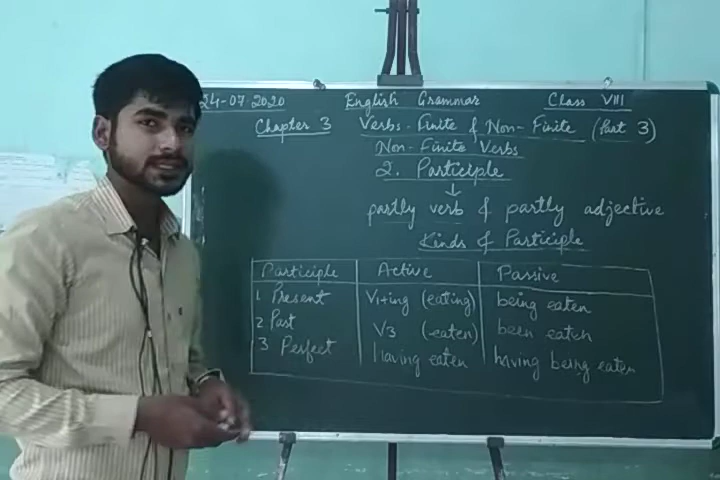 24-07-2020 English Grammar Class VIII
Chapter 3 Verbs - Finite & Non-Finite (Part 3)
Non-Finite Verbs
2. Participle
↓
partly verb & partly adjective
Kinds of Participle
Participle Active Passive
1 Present V1+ing (eating) being eaten
2 Past V3 (eaten) been eaten
3 Perfect Having eaten having being eaten